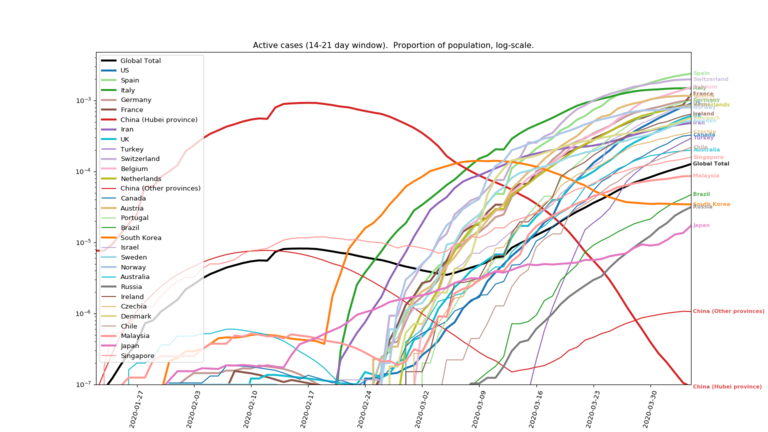 Active cases (14-21 day window).  Proportion of population, log-scale.
Global Total
US
Spain
Italy
Germany
France
China (Hubei province)
Iran
UK
Turkey
Switzerland
Belgium
Netherlands
China (Other provinces)
Canada
Austria
Portugal
Brazil
South Korea
Israel
Sweden
Norway
Australia
Russia
Ireland
Czechia
Denmark
Chile
Malaysia
Japan
Singapore
10⁻³
10⁻⁴
10⁻⁵
10⁻⁶
10⁻⁷
2020-01-27
2020-02-03
2020-02-10
2020-02-17
2020-02-24
2020-03-02
2020-03-09
2020-03-16
2020-03-23
2020-03-30
Spain
Switzerland
Italy
France
Ireland
Iran
Canada
Turkey
Chile
Australia
Singapore
Global Total
Malaysia
Brazil
South Korea
Russia
Japan
China (Other provinces)
China (Hubei province)